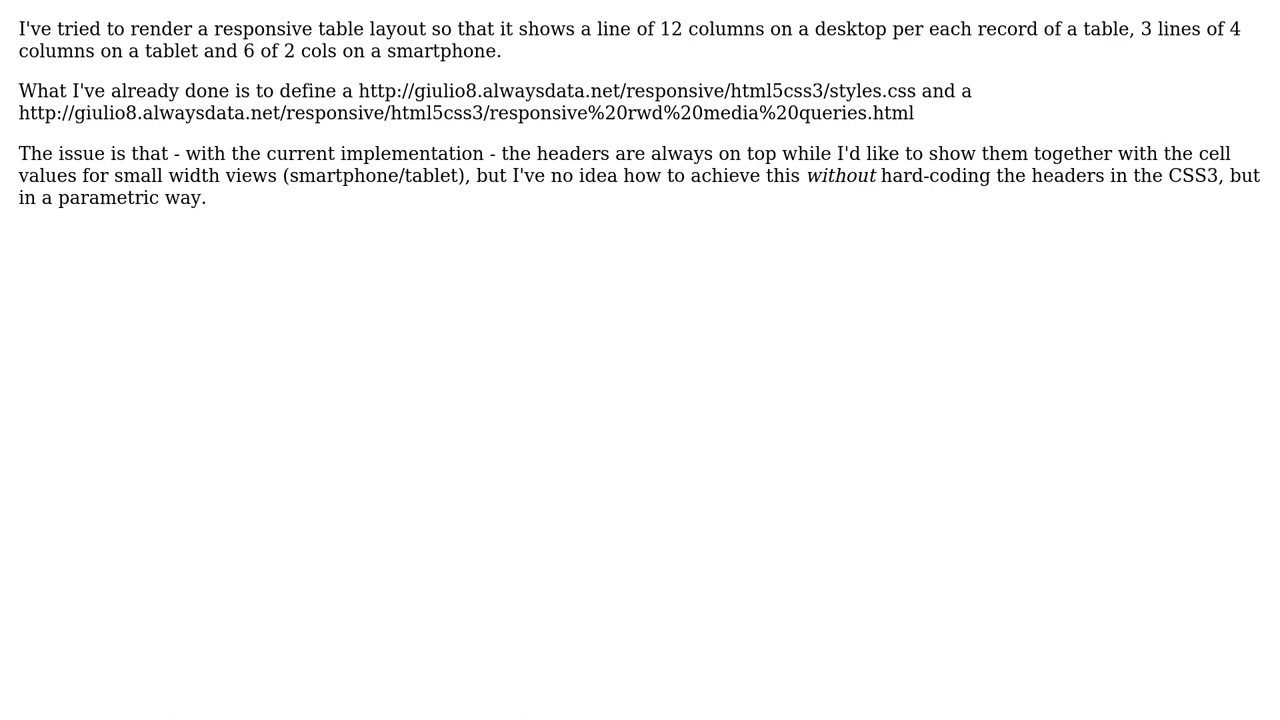 I've tried to render a responsive table layout so that it shows a line of 12 columns on a desktop per each record of a table, 3 lines of 4
columns on a tablet and 6 of 2 cols on a smartphone.
What I've already done is to define a http://giulio8.alwaysdata.net/responsive/html5css3/styles.css and a
http://giulio8.alwaysdata.net/responsive/html5css3/responsive%20rwd%20media%20queries.html
The issue is that - with the current implementation - the headers are always on top while I'd like to show them together with the cell
values for small width views (smartphone/tablet), but I've no idea how to achieve this without hard-coding the headers in the CSS3, but
in a parametric way.